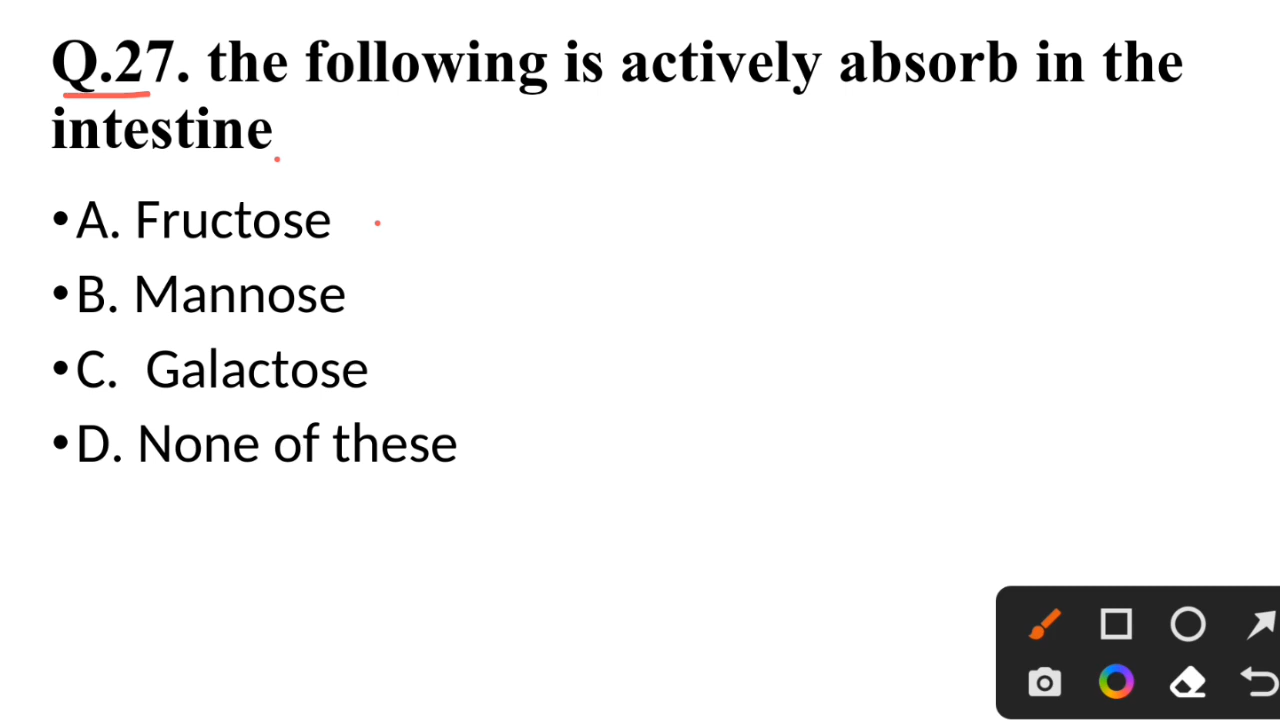 Q.27. the following is actively absorb in the
intestine
•A. Fructose
•B. Mannose
•C. Galactose
•D. None of these